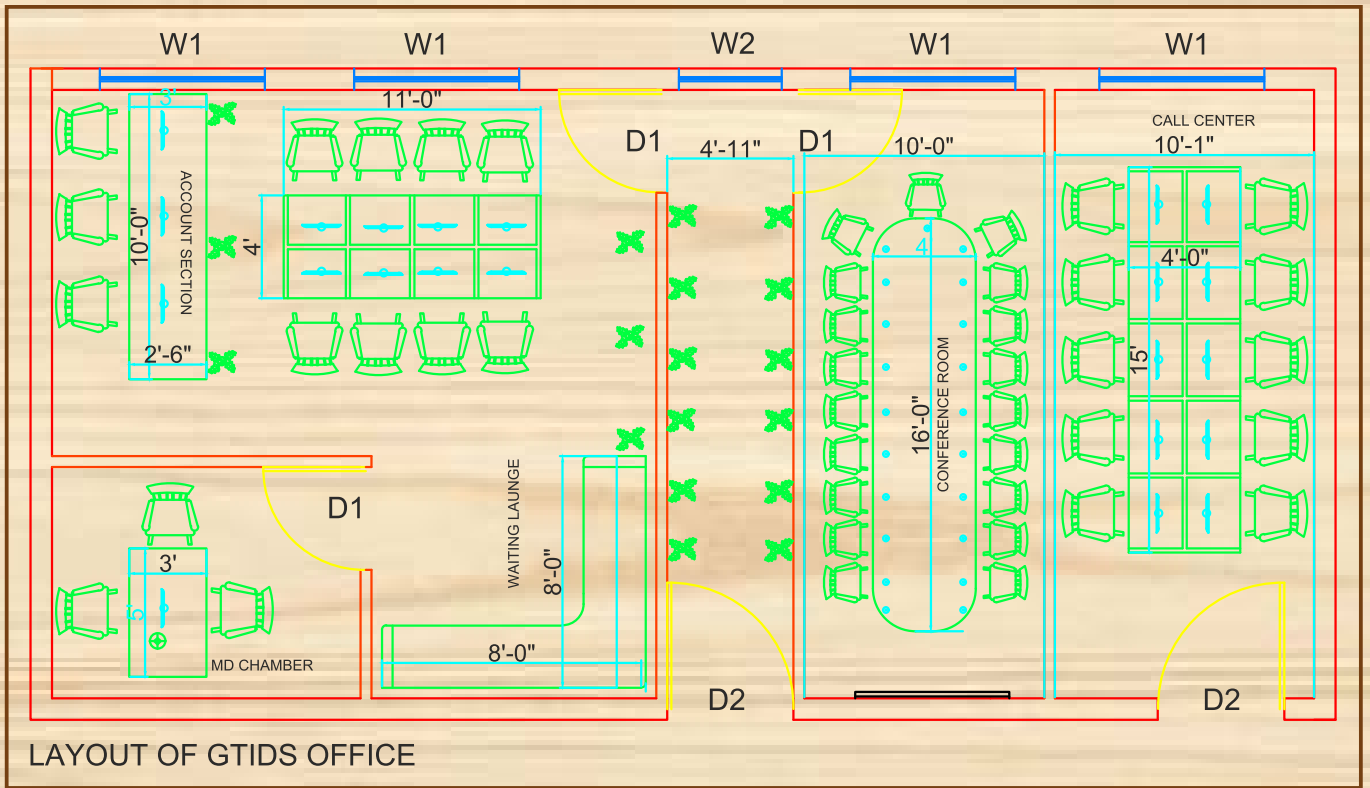 W1
W1
W2
W1
W1
3'
11'-0"
D1
4'-11"
D1
10'-0"
CALL CENTER
10'-1"
10'-0"
ACCOUNT SECTION
4'
4'
4'-0"
2'-6"
15'
16'-0"
CONFERENCE ROOM
D1
WAITING LAUNGE
3'
8'-0"
5'
8'-0"
MD CHAMBER
D2
D2
LAYOUT OF GTIDS OFFICE